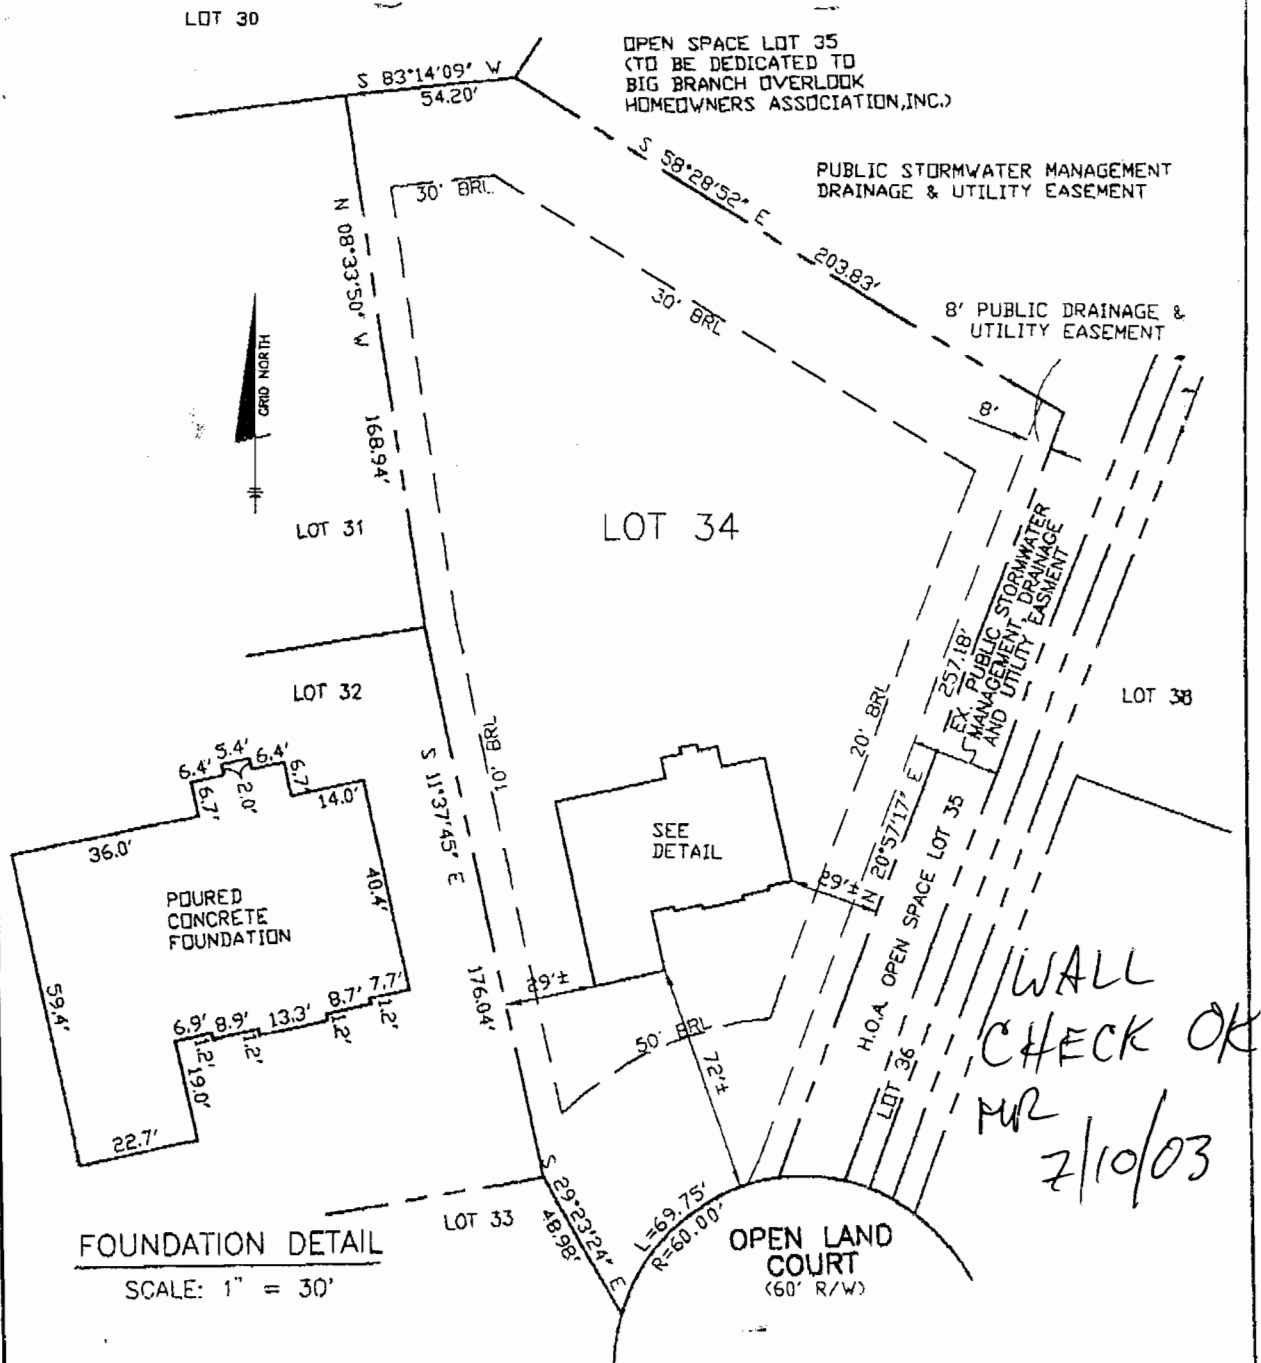 LOT 30
S 83°14'09" W
54.20'
OPEN SPACE LOT 35
(TO BE DEDICATED TO
BIG BRANCH OVERLOOK
HOMEOWNERS ASSOCIATION,INC.)
PUBLIC STORMWATER MANAGEMENT
DRAINAGE & UTILITY EASEMENT
S 58°28'52" E
203.83'
30' BRL
30' BRL
N 08°33'50" W
168.94'
8' PUBLIC DRAINAGE &
UTILITY EASEMENT
8'
GRID NORTH
LOT 31
LOT 34
EX. PUBLIC STORMWATER
MANAGEMENT, DRAINAGE
AND UTILITY EASMENT
257.18'
LOT 32
LOT 38
20' BRL
10' BRL
S 11°37'45" E
176.04'
N 20°57'17" E
H.O.A. OPEN SPACE LOT 35
LOT 36
SEE
DETAIL
29'±
50' BRL
72'±
6.4'
5.4'
6.4'
6.7'
2.0'
6.7'
14.0'
36.0'
40.4'
POURED
CONCRETE
FOUNDATION
59.4'
6.9'
8.9'
13.3'
8.7'
7.7'
1.2'
1.2'
1.2'
1.2'
19.0'
22.7'
WALL
CHECK OK
MR
7/10/03
S 29°23'24" E
48.98'
LOT 33
L=69.75'
R=60.00'
OPEN LAND
COURT
(60' R/W)
FOUNDATION DETAIL
SCALE: 1" = 30'